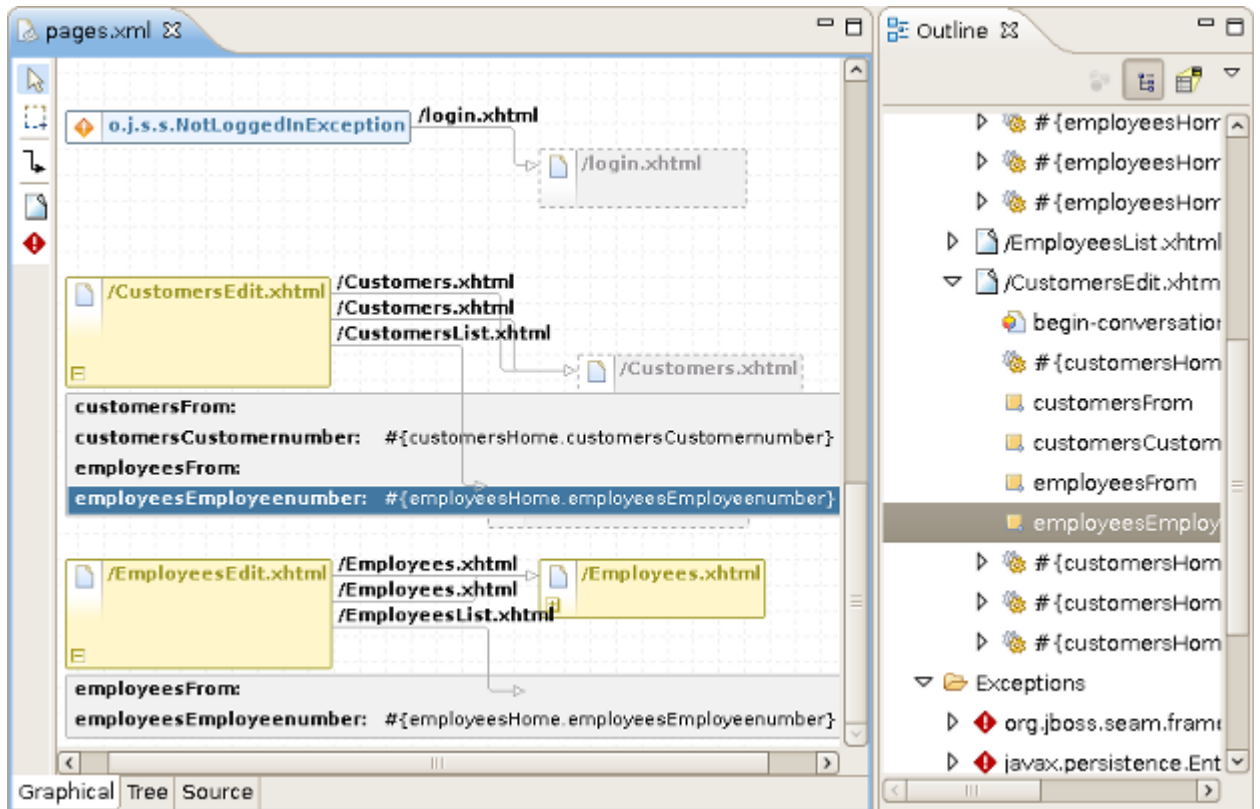 pages.xml
o.j.s.s.NotLoggedInException
/login.xhtml
/login.xhtml
/CustomersEdit.xhtml
/Customers.xhtml
/Customers.xhtml
/CustomersList.xhtml
/Customers.xhtml
customersFrom:
customersCustomernumber: #{customersHome.customersCustomernumber}
employeesFrom:
employeesEmployeenumber: #{employeesHome.employeesEmployeenumber}
/EmployeesEdit.xhtml
/Employees.xhtml
/Employees.xhtml
/EmployeesList.xhtml
/Employees.xhtml
employeesFrom:
employeesEmployeenumber: #{employeesHome.employeesEmployeenumber}
Graphical Tree Source
Outline
#{employeesHom
#{employeesHom
#{employeesHom
/EmployeesList.xhtml
/CustomersEdit.xhtm
begin-conversation
#{customersHom
customersFrom
customersCustom
employeesFrom
employeesEmploy
#{customersHom
#{customersHom
#{customersHom
Exceptions
org.jboss.seam.frame
javax.persistence.Ent